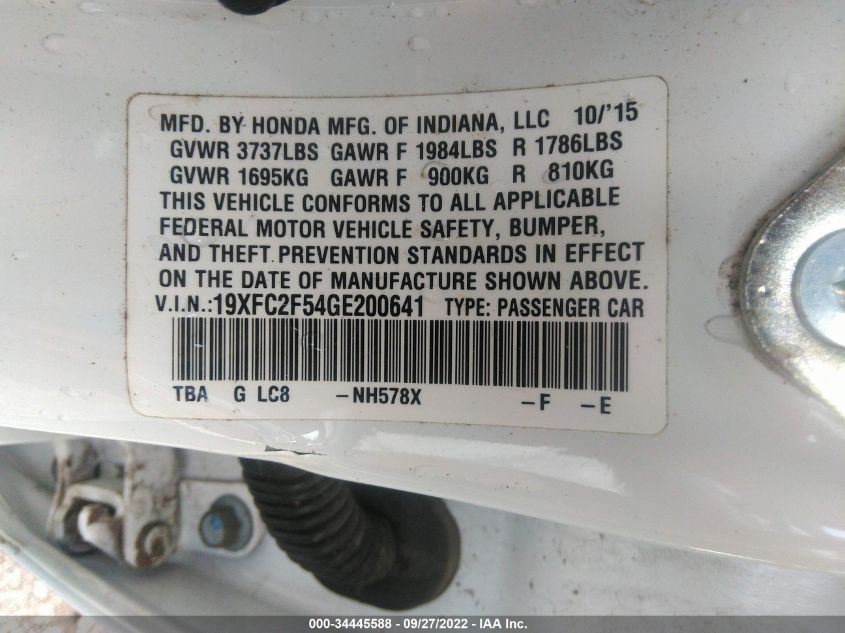 MFD. BY HONDA MFG. OF INDIANA, LLC 10/'15
GVWR 3737LBS GAWR F 1984LBS R 1786LBS
GVWR 1695KG GAWR F 900KG R 810KG
THIS VEHICLE CONFORMS TO ALL APPLICABLE
FEDERAL MOTOR VEHICLE SAFETY, BUMPER,
AND THEFT PREVENTION STANDARDS IN EFFECT
ON THE DATE OF MANUFACTURE SHOWN ABOVE.
V.I.N.:19XFC2F54GE200641 TYPE: PASSENGER CAR
TBA G LC8 -NH578X -F -E
000-34445588 - 09/27/2022 - IAA Inc.